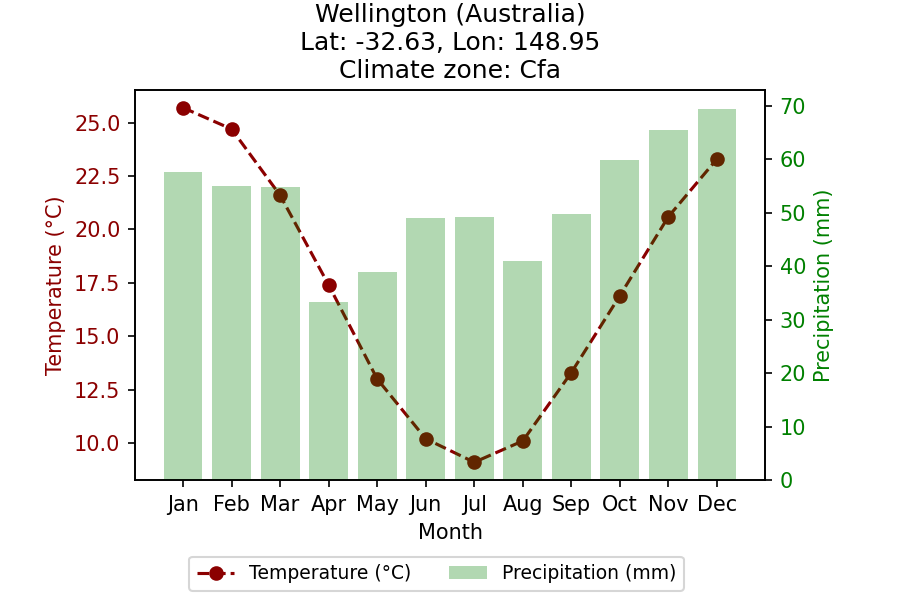 Wellington (Australia)
Lat: -32.63, Lon: 148.95
Climate zone: Cfa
25.0
22.5
20.0
17.5
15.0
12.5
10.0
Temperature (°C)
70
60
50
40
30
20
10
0
Precipitation (mm)
Jan Feb Mar Apr May Jun Jul Aug Sep Oct Nov Dec
Month
Temperature (°C) Precipitation (mm)